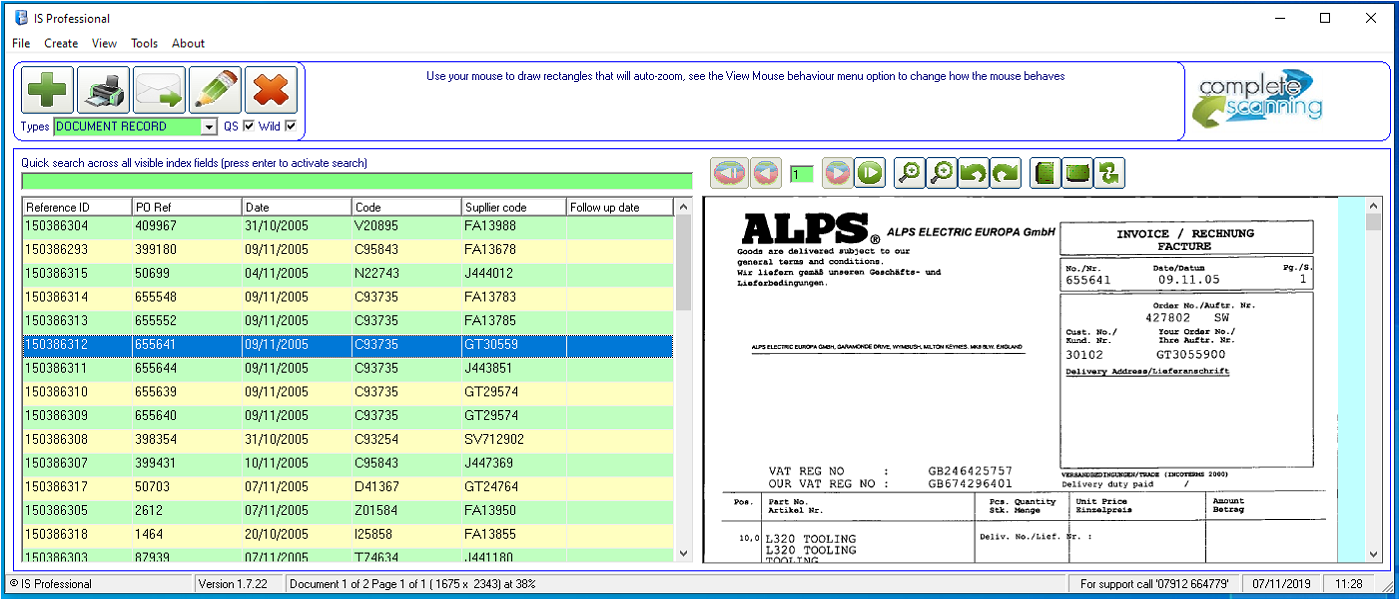 IS Professional
File Create View Tools About
Use your mouse to draw rectangles that will auto-zoom, see the View Mouse behaviour menu option to change how the mouse behaves
complete
scanning
Types DOCUMENT RECORD QS Wild
Quick search across all visible index fields (press enter to activate search)
1
Reference ID PO Ref Date Code Supllier code Follow up date
150386304 409967 31/10/2005 V20895 FA13988
150386293 399180 09/11/2005 C95843 FA13678
150386315 50699 04/11/2005 N22743 J444012
150386314 655548 09/11/2005 C93735 FA13783
150386313 655552 09/11/2005 C93735 FA13785
150386312 655641 09/11/2005 C93735 GT30559
150386311 655644 09/11/2005 C93735 J443851
150386310 655639 09/11/2005 C93735 GT29574
150386309 655640 09/11/2005 C93735 GT29574
150386308 398354 31/10/2005 C93254 SV712902
150386307 399431 10/11/2005 C95843 J447369
150386317 50703 07/11/2005 D41367 GT24764
150386305 2612 07/11/2005 Z01584 FA13950
150386318 1464 20/10/2005 I25858 FA13855
150386303 87939 07/11/2005 T74634 J441180
ALPS® ALPS ELECTRIC EUROPA GmbH
Goods are delivered subject to our
general terms and conditions.
Wir liefern gemäß unseren Geschäfts- und
Lieferbedingungen.
INVOICE / RECHNUNG
FACTURE
No./Nr. Date/Datum Pg./S.
655641 09.11.05 1
Order No./Auftr. Nr.
427802 SW
Cust. No./ Your Order No./
Kund. Nr. Ihre Auftr. Nr.
30102 GT3055900
Delivery Address/Lieferanschrift
ALPS ELECTRIC EUROPA GMBH, GARAMONDE DRIVE, WYMBUSH, MILTON KEYNES. MK8 8LW. ENGLAND
VAT REG NO : GB246425757
OUR VAT REG NO : GB674296401
VERSANDBEDINGUNGEN/TRADE (INCOTERMS 2000)
Delivery duty paid /
Pos. Part No. Pcs. Quantity Unit Price Amount
Artikel Nr. Stk. Menge Einzelpreis Betrag
10,0 L320 TOOLING Deliv. No./Lief. Nr. :
L320 TOOLING
TOOLING
© IS Professional Version 1.7.22 Document 1 of 2 Page 1 of 1 ( 1675 x 2343) at 38% For support call '07912 664779' 07/11/2019 11:28